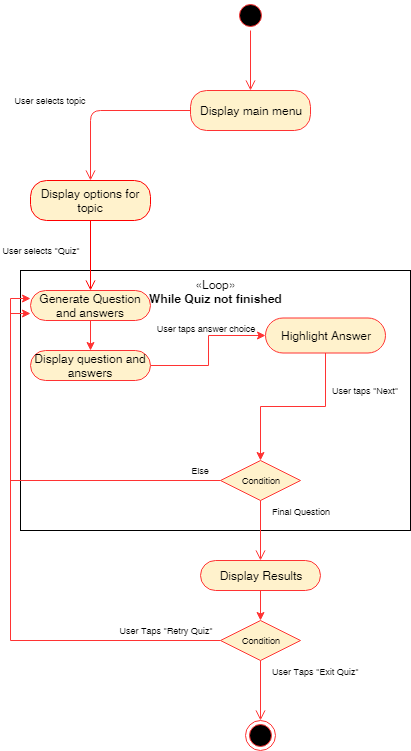 Display main menu
User selects topic
Display options for
topic
User selects "Quiz"
«Loop»
While Quiz not finished
Generate Question
and answers
User taps answer choice
Highlight Answer
Display question and
answers
User taps "Next"
Else
Condition
Final Question
Display Results
User Taps "Retry Quiz"
Condition
User Taps "Exit Quiz"